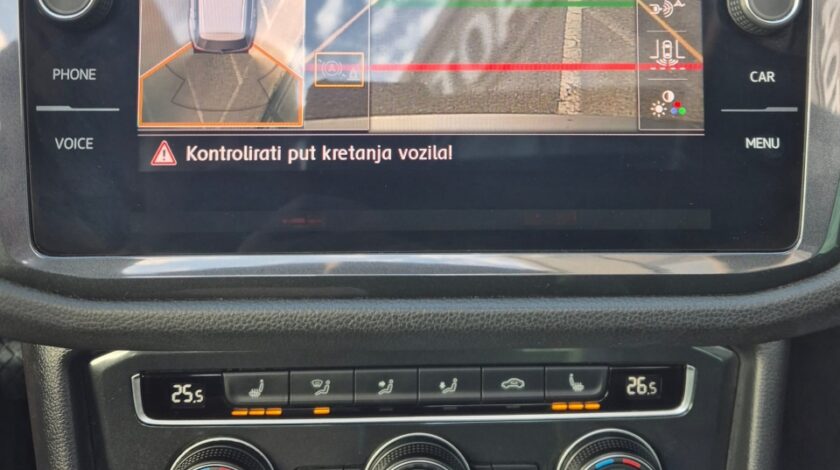 PHONE
CAR
VOICE
MENU
Kontrolirati put kretanja vozila!
25.5
26.5